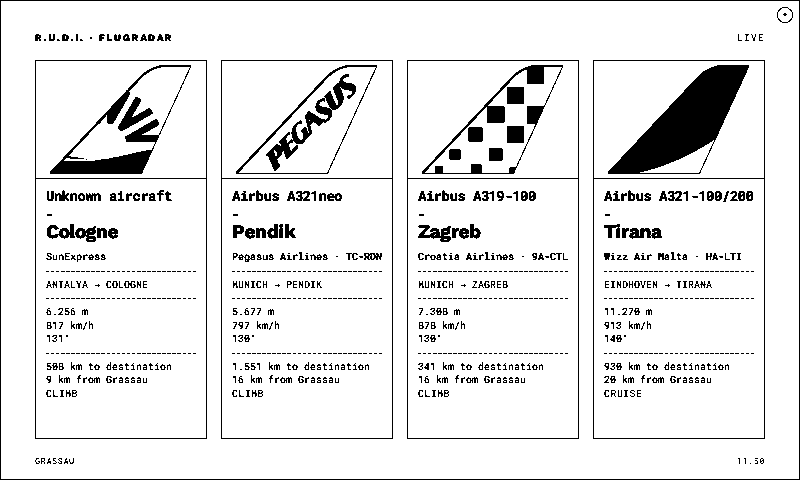 R.U.D.I. · FLUGRADAR
LIVE
PEGASUS
Unknown aircraft
-
Cologne
SunExpress
ANTALYA → COLOGNE
6.256 m
817 km/h
131°
508 km to destination
9 km from Grassau
CLIMB
Airbus A321neo
-
Pendik
Pegasus Airlines · TC-RDW
MUNICH → PENDIK
5.677 m
797 km/h
130°
1.551 km to destination
16 km from Grassau
CLIMB
Airbus A319-100
-
Zagreb
Croatia Airlines · 9A-CTL
MUNICH → ZAGREB
7.308 m
878 km/h
130°
341 km to destination
16 km from Grassau
CLIMB
Airbus A321-100/200
-
Tirana
Wizz Air Malta · HA-LTI
EINDHOVEN → TIRANA
11.270 m
913 km/h
140°
930 km to destination
20 km from Grassau
CRUISE
GRASSAU
11.50